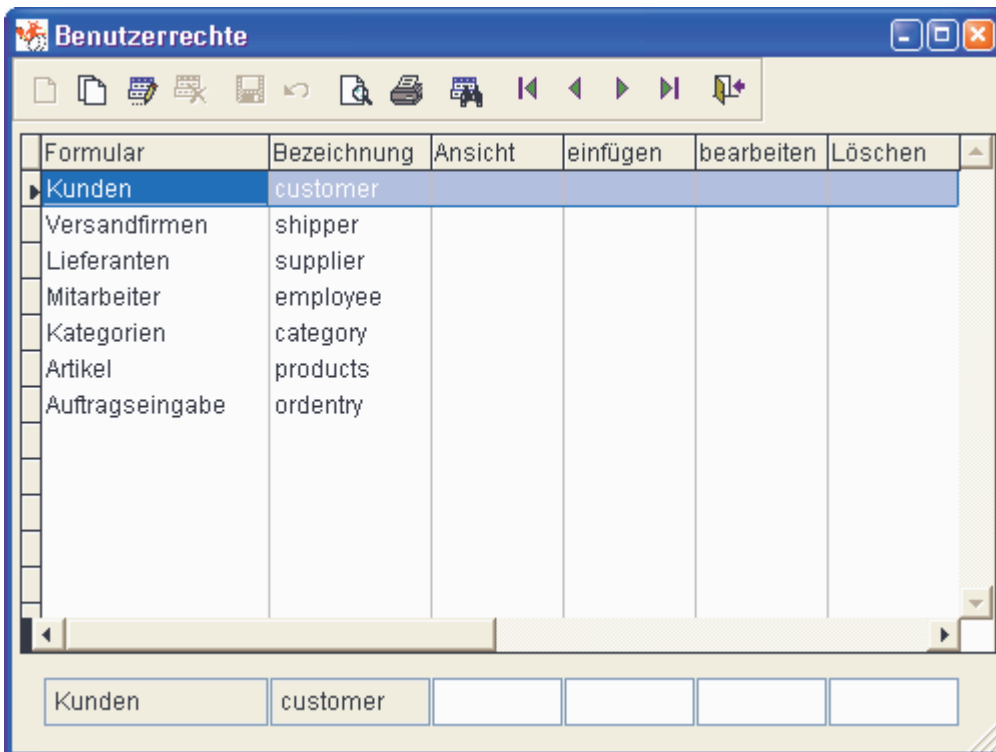 Benutzerrechte
Formular Bezeichnung Ansicht einfügen bearbeiten Löschen
Kunden customer
Versandfirmen shipper
Lieferanten supplier
Mitarbeiter employee
Kategorien category
Artikel products
Auftragseingabe ordentry
Kunden customer